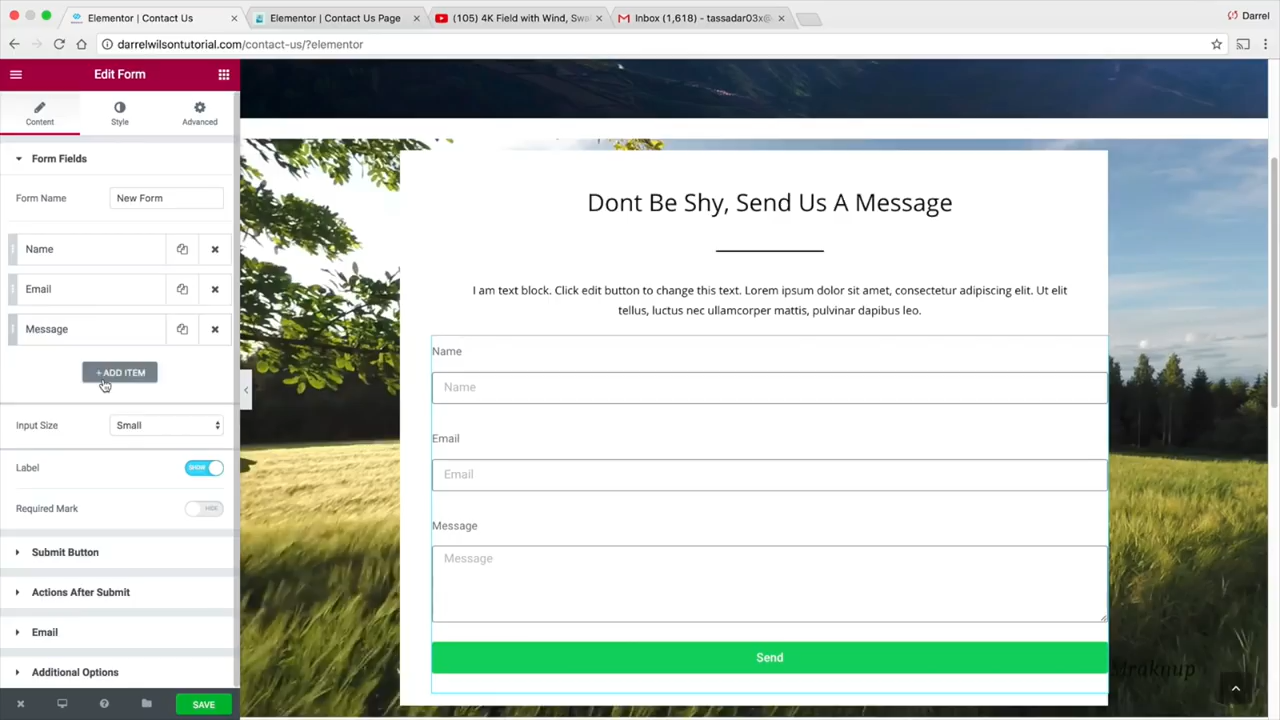 Elementor | Contact Us
Elementor | Contact Us Page
(105) 4K Field with Wind, Swa
Inbox (1,618) - tassadar03x@
Darrel
darrelwilsontutorial.com/contact-us/?elementor
Edit Form
Content
Style
Advanced
Form Fields
Form Name
New Form
Name
Email
Message
+ ADD ITEM
Input Size
Small
Label
SHOW
Required Mark
HIDE
Submit Button
Actions After Submit
Email
Additional Options
SAVE
Dont Be Shy, Send Us A Message
I am text block. Click edit button to change this text. Lorem ipsum dolor sit amet, consectetur adipiscing elit. Ut elit
tellus, luctus nec ullamcorper mattis, pulvinar dapibus leo.
Name
Name
Email
Email
Message
Message
Send